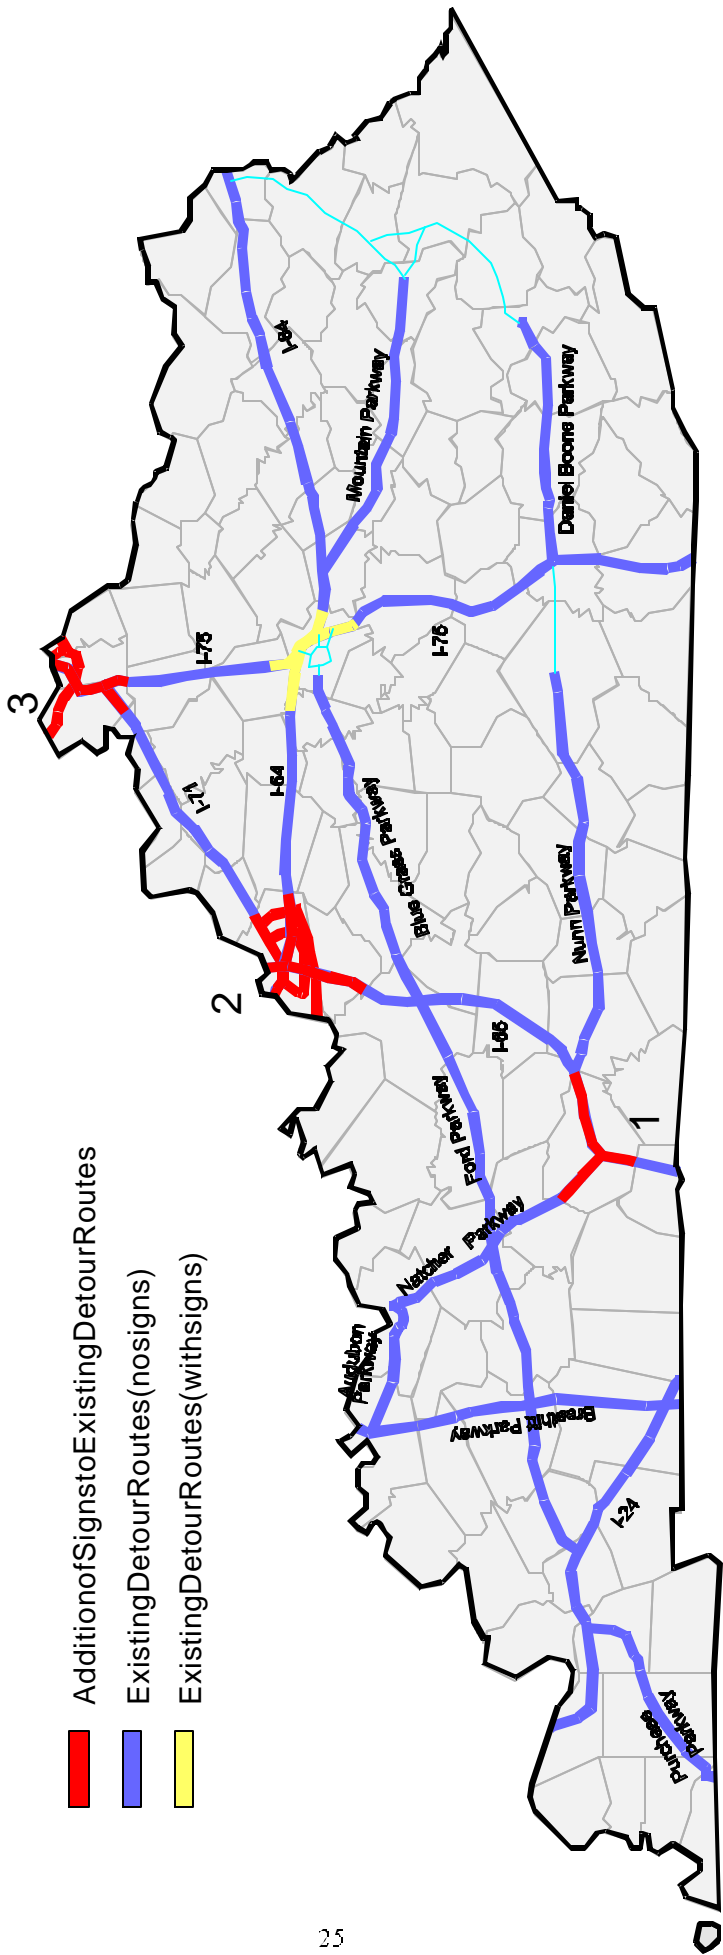 AdditionofSignstoExistingDetourRoutes
ExistingDetourRoutes(nosigns)
ExistingDetourRoutes(withsigns)
3
2
1
I-64
Mountain Parkway
Daniel Boone Parkway
I-75
I-75
I-71
I-64
Blue Grass Parkway
Nunn Parkway
I-65
Ford Parkway
Natcher Parkway
Audubon
Parkway
Breathitt Parkway
I-24
Purchase
Parkway
25